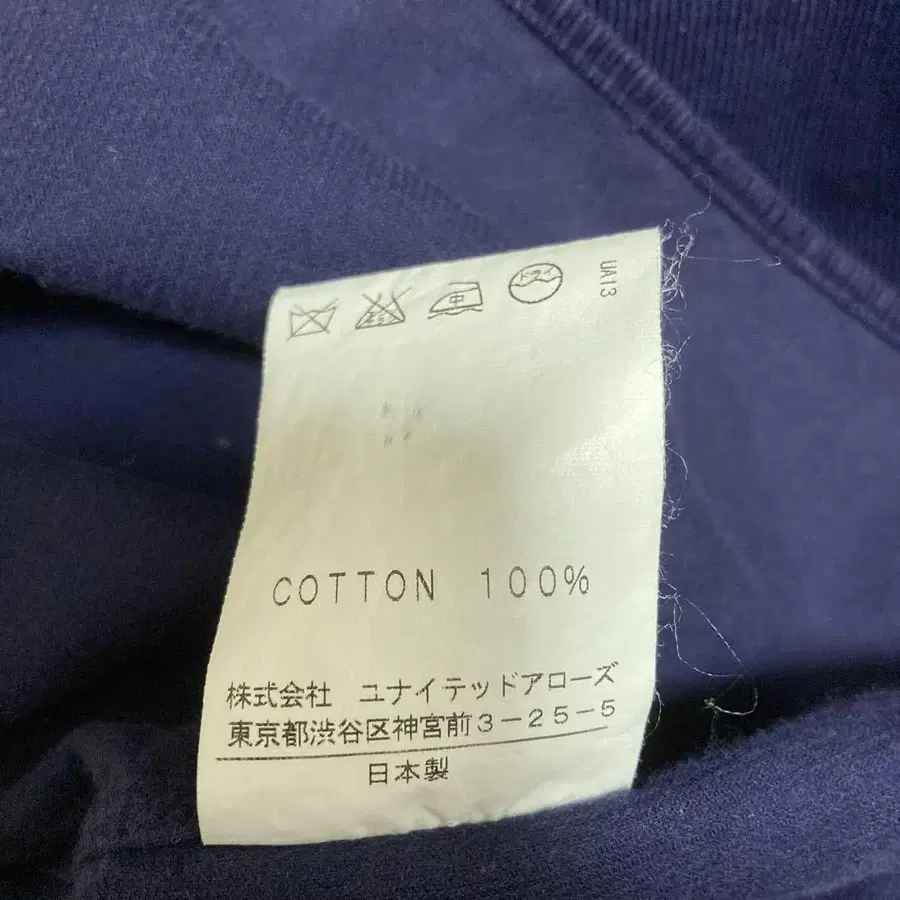 UA13
中
ドライ
COTTON 100%
株式会社 ユナイテッドアローズ
東京都渋谷区神宮前3-25-5
日本製